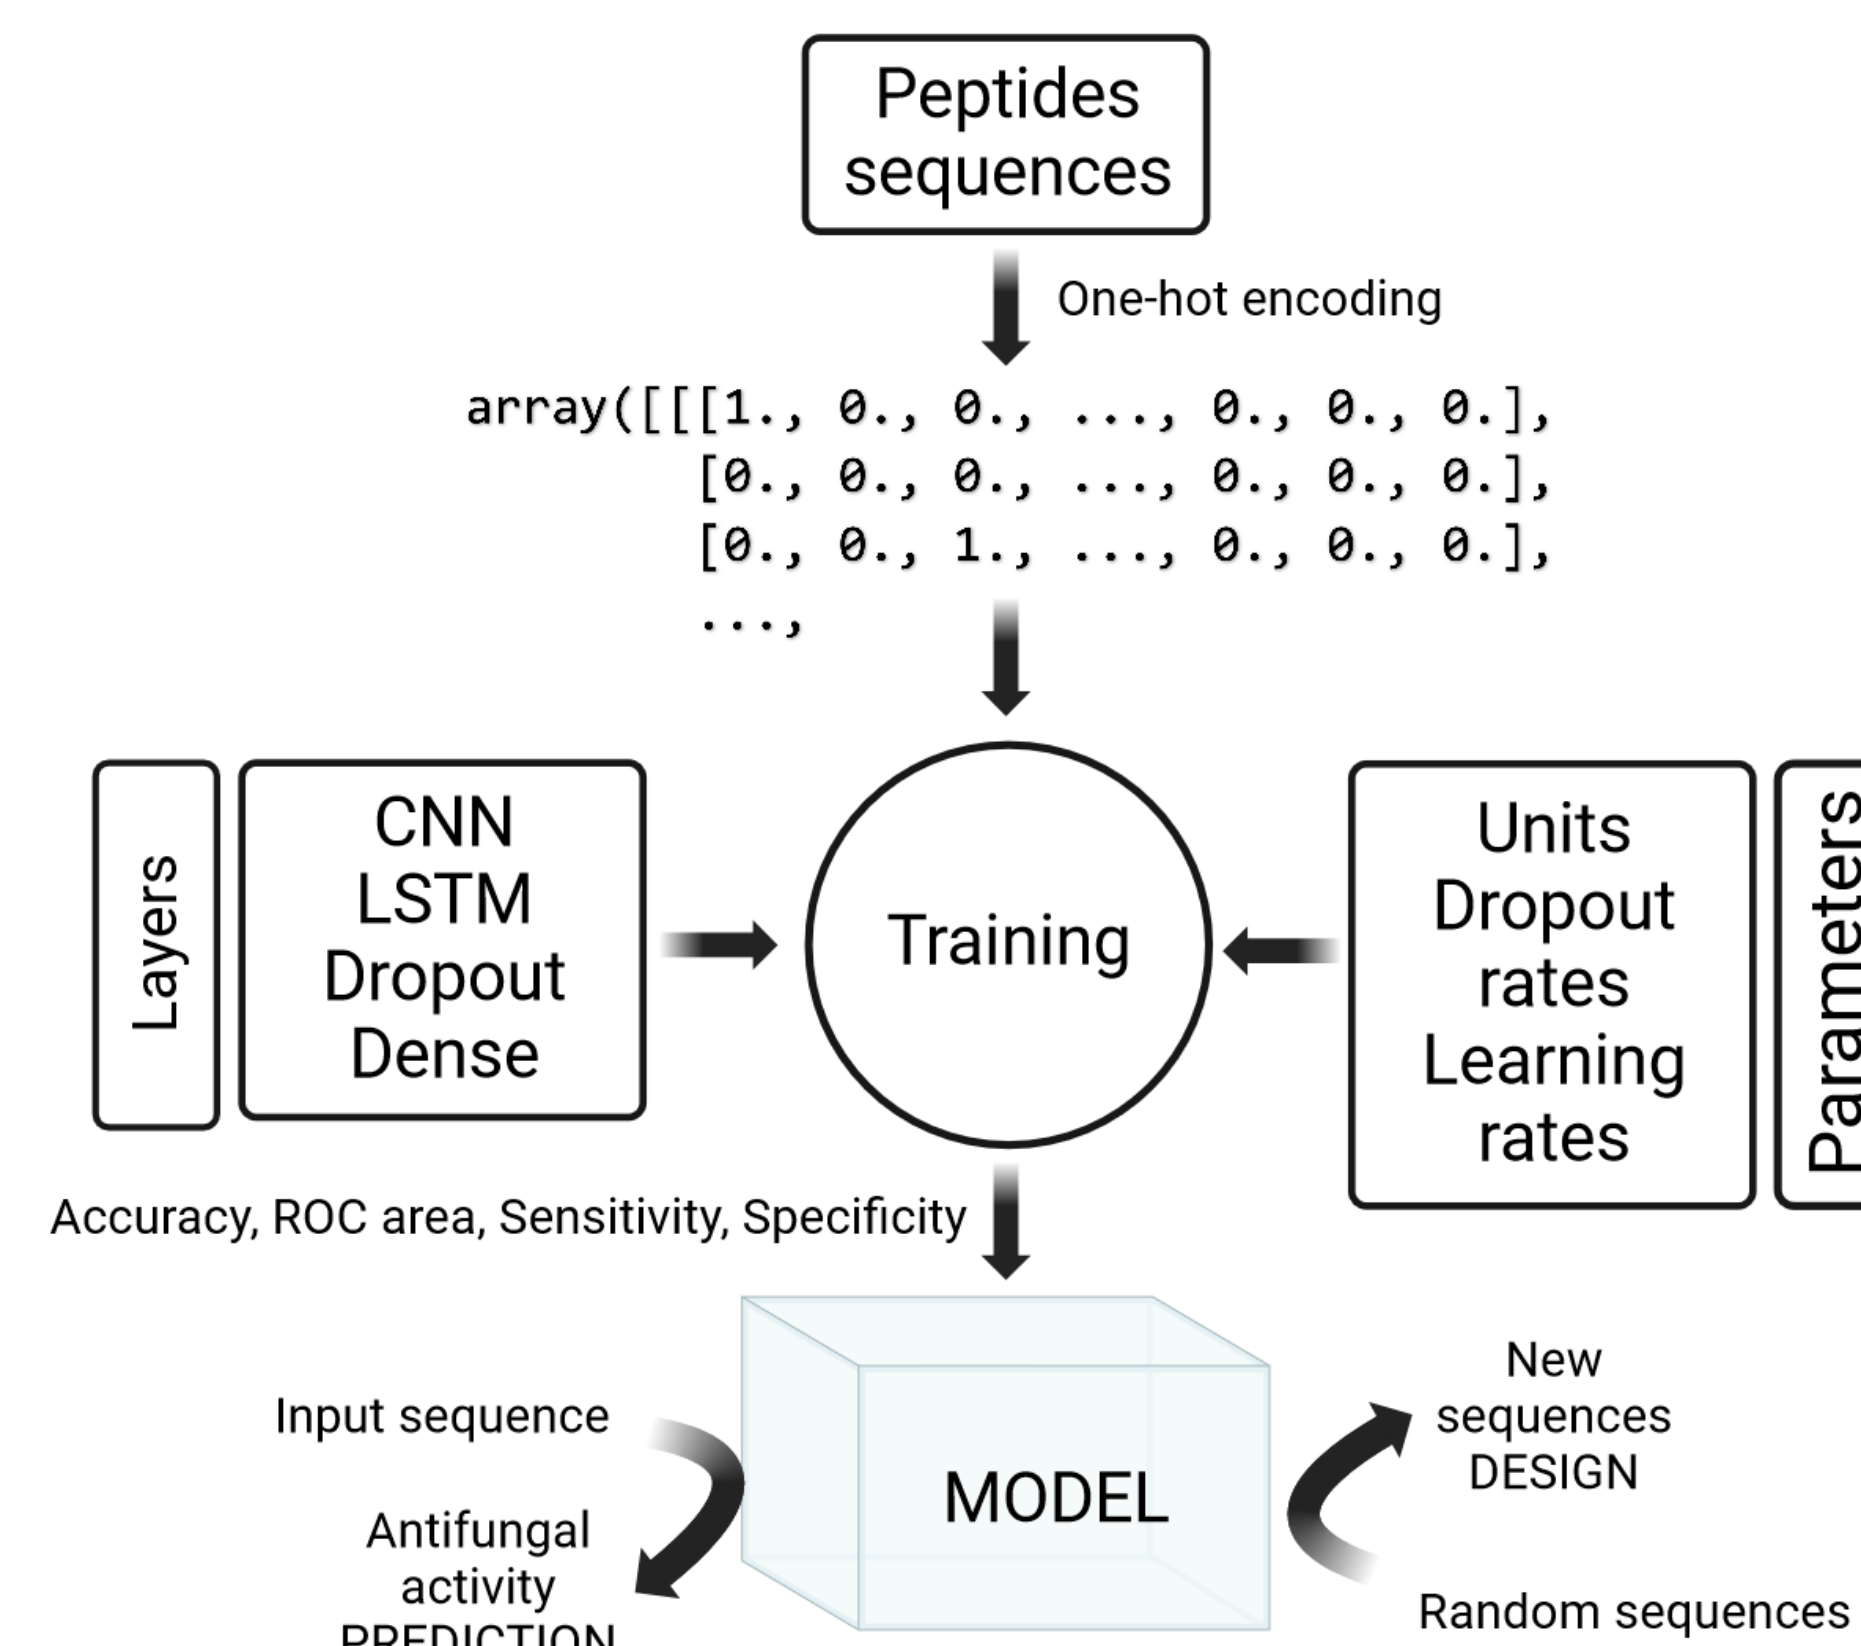 Peptides
sequences
One-hot encoding
array([[[1., 0., 0., ..., 0., 0., 0.],
[0., 0., 0., ..., 0., 0., 0.],
[0., 0., 1., ..., 0., 0., 0.],
...,
Layers
CNN
LSTM
Dropout
Dense
Training
Units
Dropout
rates
Learning
rates
Parameters
Accuracy, ROC area, Sensitivity, Specificity
Input sequence
Antifungal
activity
PREDICTION
MODEL
New
sequences
DESIGN
Random sequences